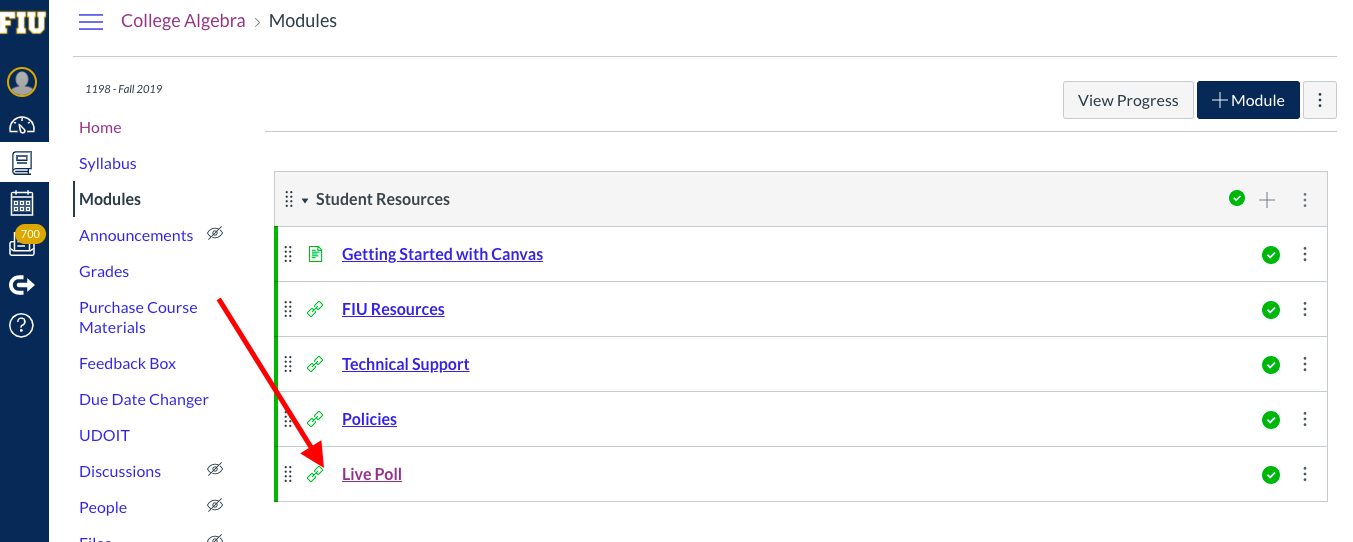 FIU
College Algebra > Modules
1198 - Fall 2019
View Progress
+ Module
Home
Syllabus
Modules
Announcements
Grades
Purchase Course
Materials
Feedback Box
Due Date Changer
UDOIT
Discussions
People
Files
700
Student Resources
Getting Started with Canvas
FIU Resources
Technical Support
Policies
Live Poll